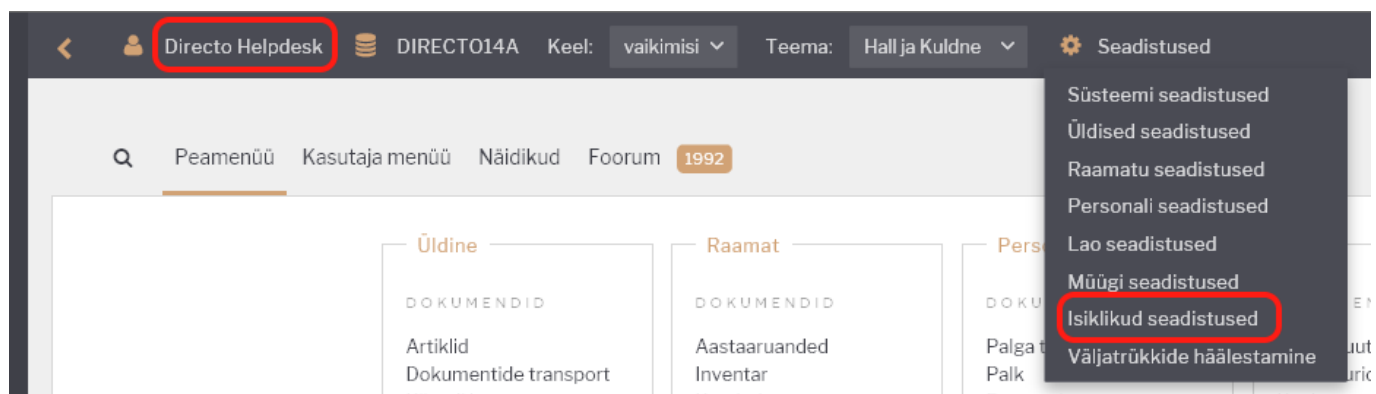 Directo Helpdesk DIRECTO14A Keel: vaikimisi Teema: Hall ja Kuldne Seadistused
Süsteemi seadistused
Üldised seadistused
Raamatu seadistused
Personali seadistused
Lao seadistused
Müügi seadistused
Isiklikud seadistused
Väljatrükkide häälestamine
Peamenüü Kasutaja menüü Näidikud Foorum 1992
Üldine
DOKUMENDID
Artiklid
Dokumentide transport
Raamat
DOKUMENDID
Aastaaruanded
Inventar
Palk